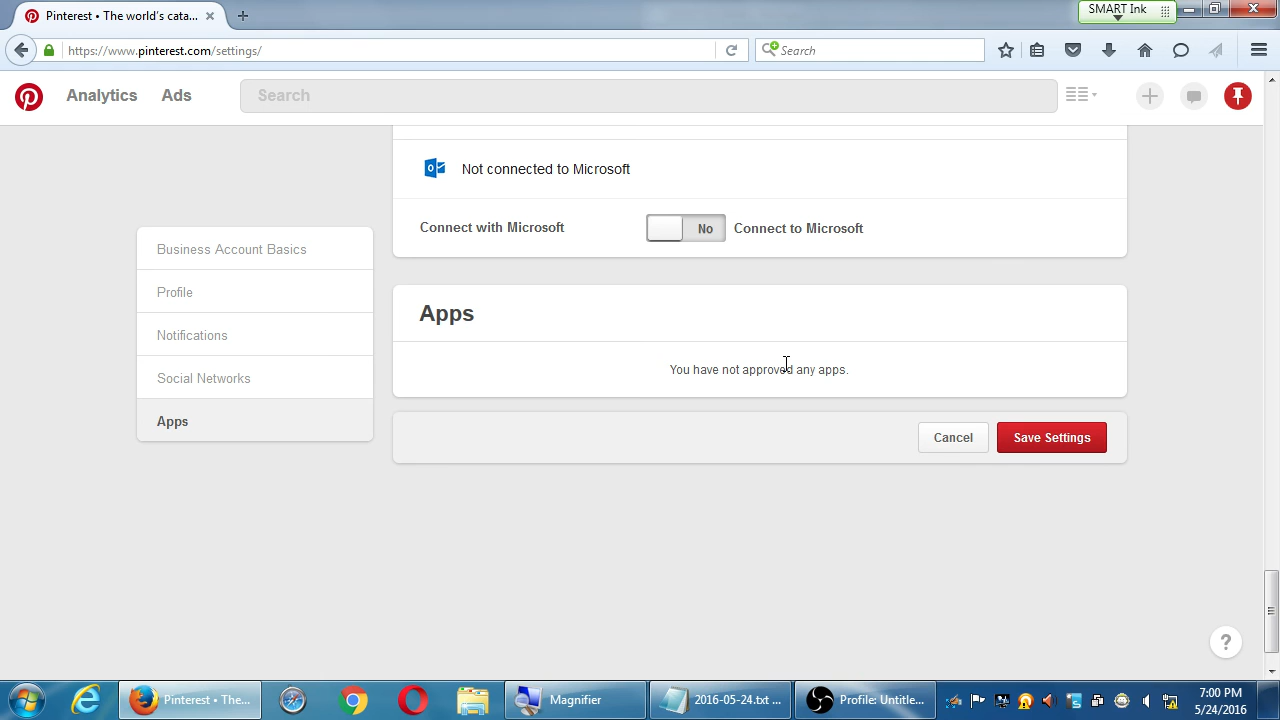 Pinterest • The world's cata...
SMART Ink
https://www.pinterest.com/settings/
Search
Analytics
Ads
Search
Not connected to Microsoft
Connect with Microsoft
No
Connect to Microsoft
Business Account Basics
Profile
Notifications
Social Networks
Apps
Apps
You have not approved any apps.
Cancel
Save Settings
?
Pinterest • The...
Magnifier
2016-05-24.txt ...
Profile: Untitle...
7:00 PM
5/24/2016